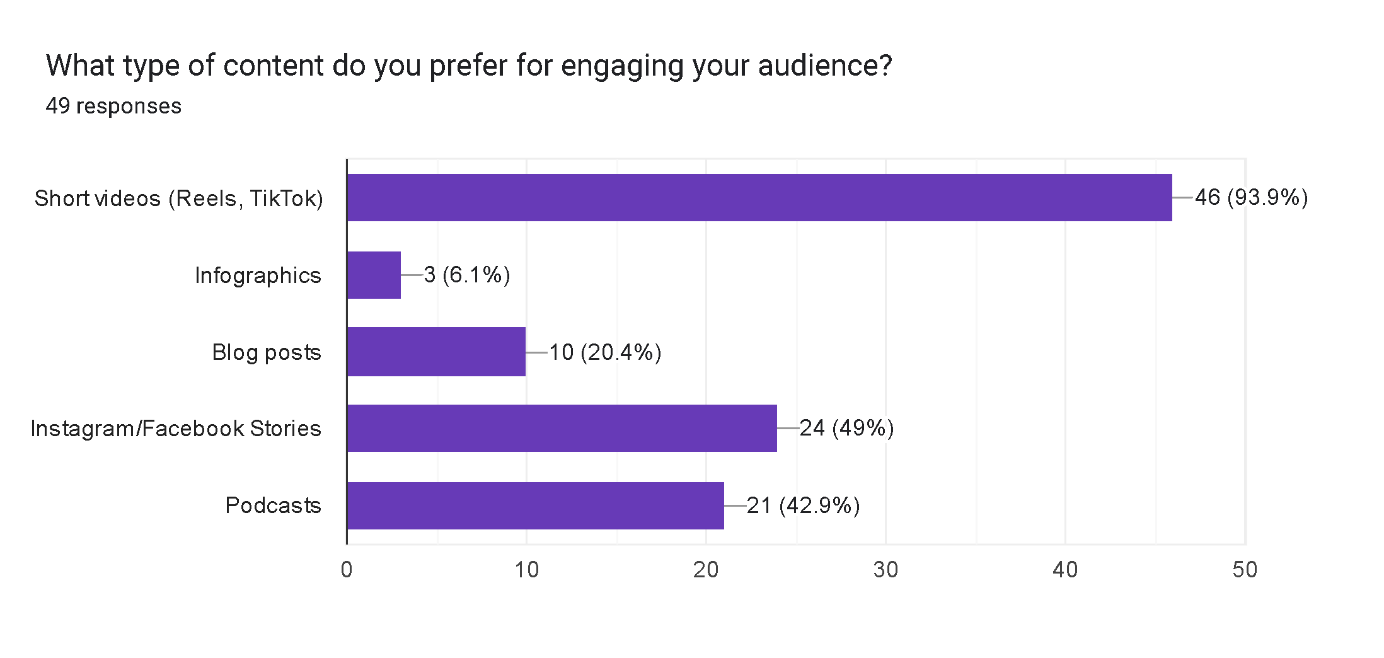 What type of content do you prefer for engaging your audience?
49 responses
Short videos (Reels, TikTok)
46 (93.9%)
Infographics
3 (6.1%)
Blog posts
10 (20.4%)
Instagram/Facebook Stories
24 (49%)
Podcasts
21 (42.9%)
0 10 20 30 40 50